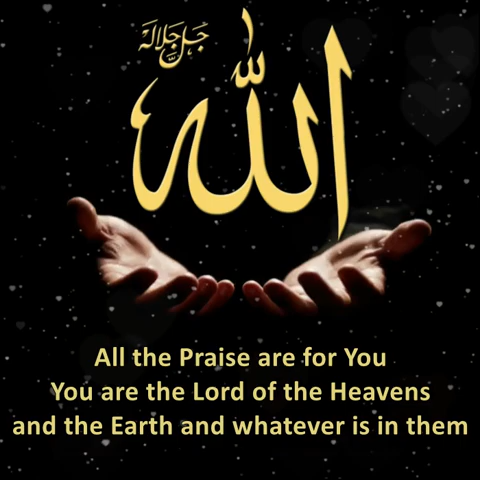 جل جلاله
الله
All the Praise are for You
You are the Lord of the Heavens
and the Earth and whatever is in them